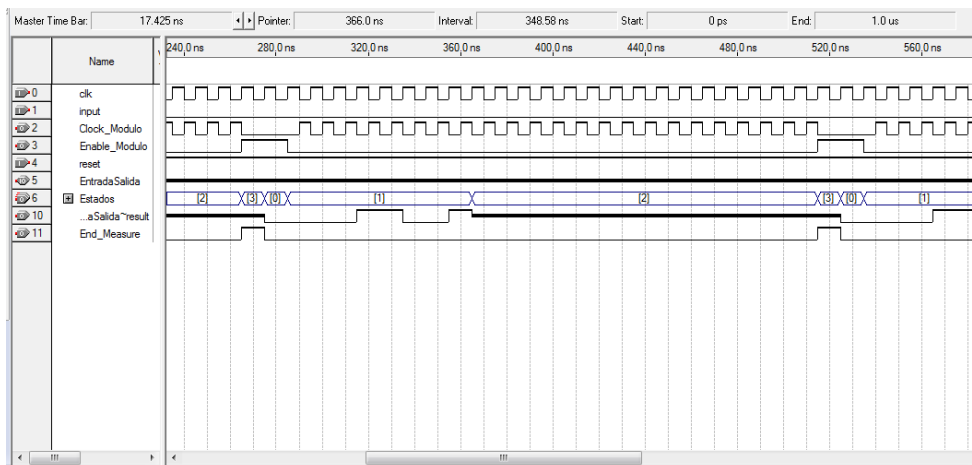 Master Time Bar: 17.425 ns Pointer: 366.0 ns Interval: 348.58 ns Start: 0 ps End: 1.0 us
Name
240.0 ns 280.0 ns 320.0 ns 360.0 ns 400.0 ns 440.0 ns 480.0 ns 520.0 ns 560.0 ns
0 clk
1 input
2 Clock_Modulo
3 Enable_Modulo
4 reset
5 EntradaSalida
6 Estados [2] [3] [0] [1] [2] [3] [0] [1]
10 ...aSalida~result
11 End_Measure